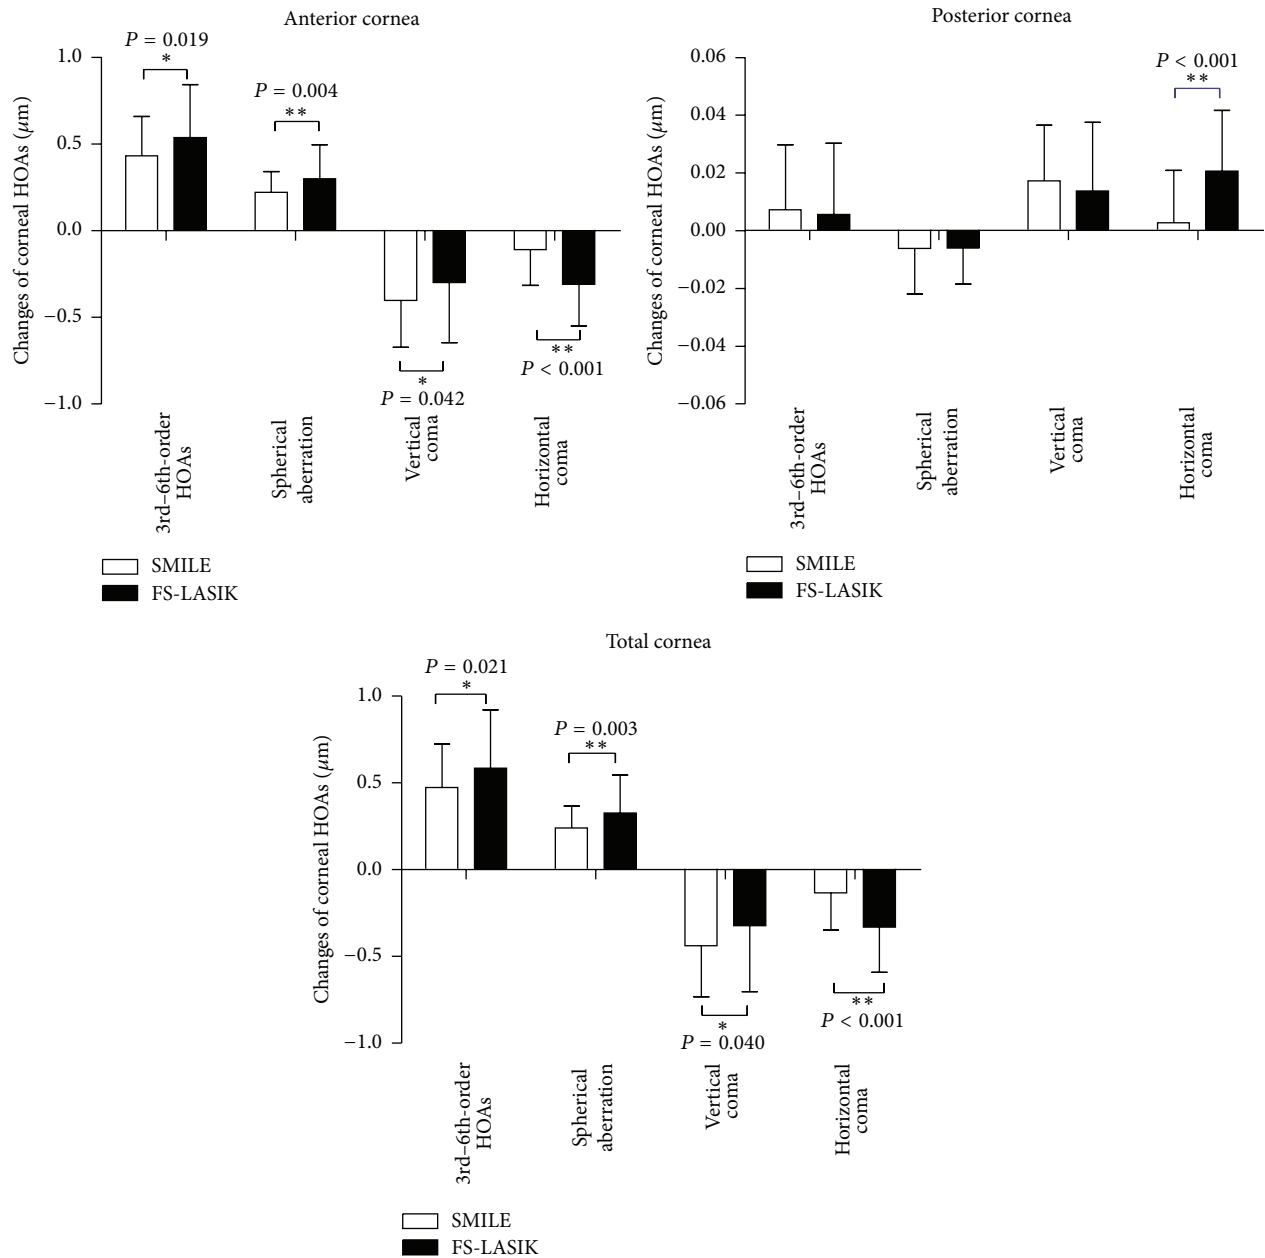 Anterior cornea
Changes of corneal HOAs (μm)
1.0
0.5
0.0
−0.5
−1.0
P = 0.019
*
P = 0.004
**
*
P = 0.042
**
P < 0.001
3rd–6th-order
HOAs
Spherical
aberration
Vertical
coma
Horizontal
coma
SMILE
FS-LASIK
Posterior cornea
Changes of corneal HOAs (μm)
0.06
0.04
0.02
0.00
−0.02
−0.04
−0.06
P < 0.001
**
3rd–6th-order
HOAs
Spherical
aberration
Vertical
coma
Horizontal
coma
SMILE
FS-LASIK
Total cornea
Changes of corneal HOAs (μm)
1.0
0.5
0.0
−0.5
−1.0
P = 0.021
*
P = 0.003
**
*
P = 0.040
**
P < 0.001
3rd–6th-order
HOAs
Spherical
aberration
Vertical
coma
Horizontal
coma
SMILE
FS-LASIK